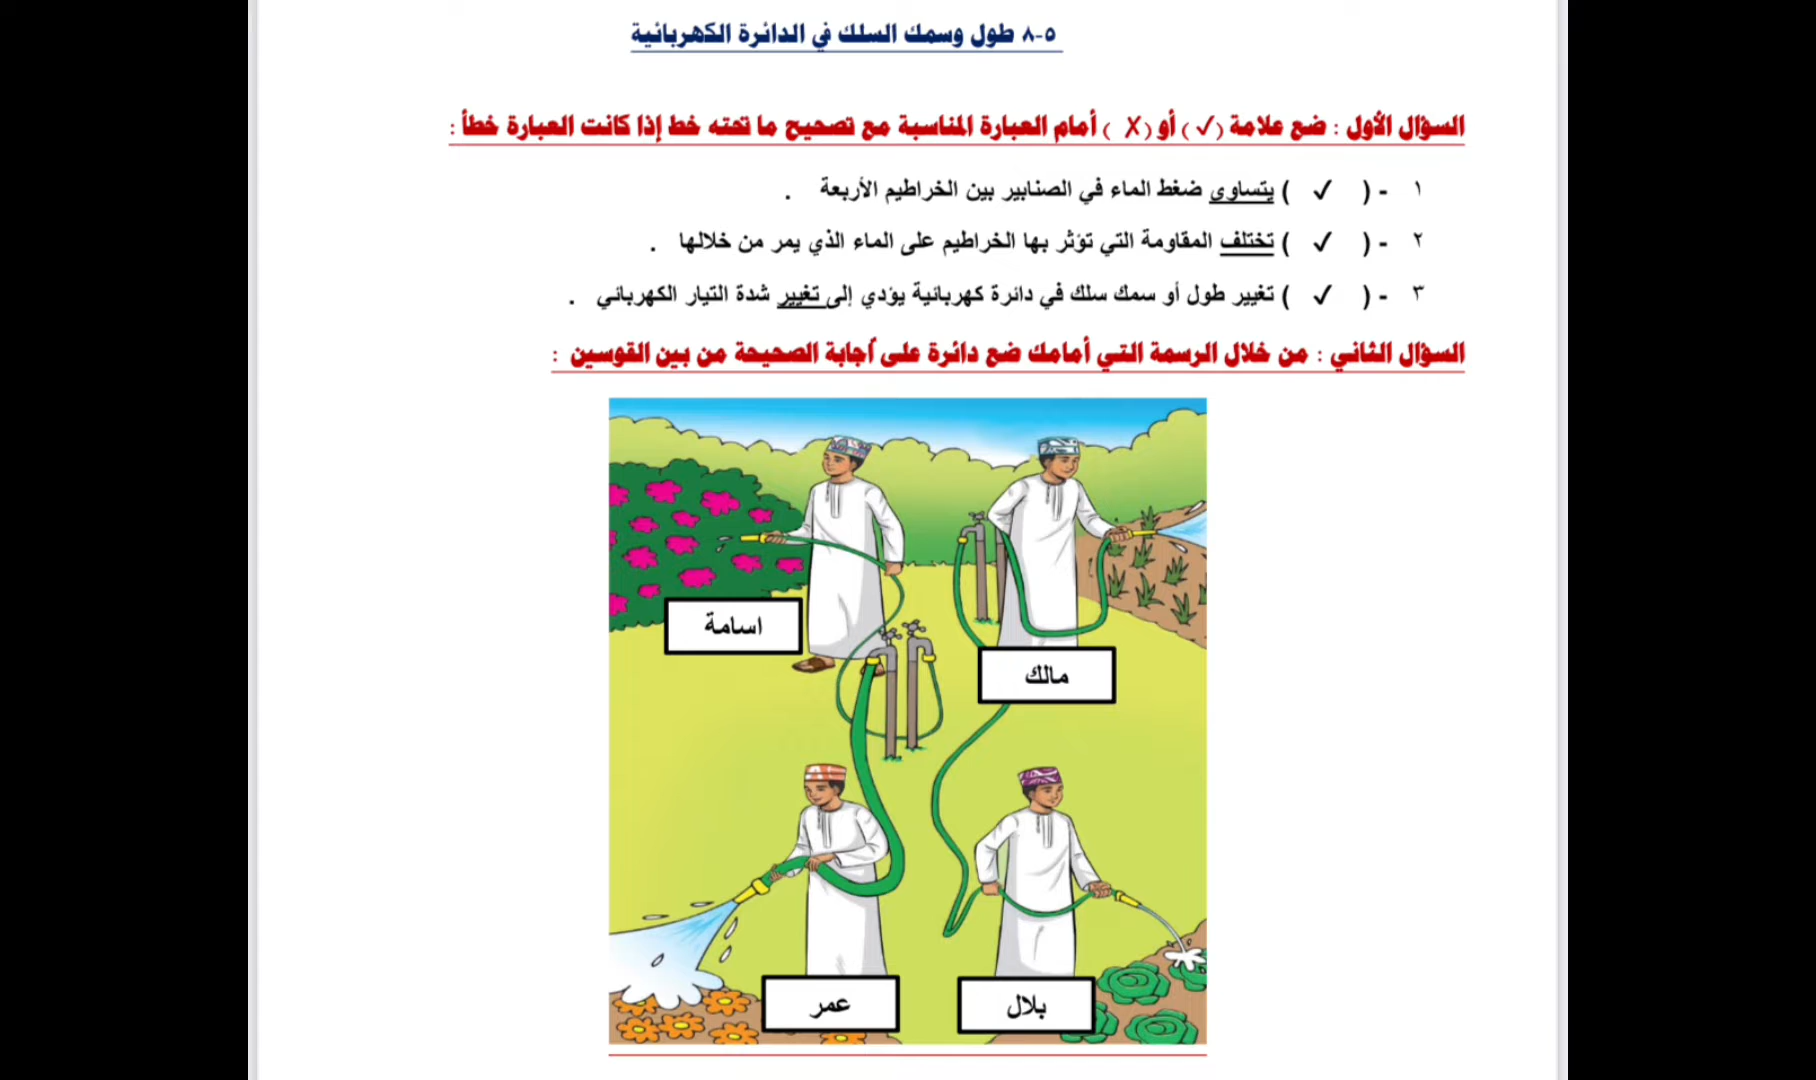 ٥-٨ طول وسمك السلك في الدائرة الكهربائية
السؤال الأول : ضع علامة (✓) أو (X) أمام العبارة المناسبة مع تصحيح ما تحته خط إذا كانت العبارة خطأ :
١ - ( ✓ ) يتساوى ضغط الماء في الصنابير بين الخراطيم الأربعة .
٢ - ( ✓ ) تختلف المقاومة التي تؤثر بها الخراطيم على الماء الذي يمر من خلالها .
٣ - ( ✓ ) تغيير طول أو سمك سلك في دائرة كهربائية يؤدي إلى تغيير شدة التيار الكهربائي .
السؤال الثاني : من خلال الرسمة التي أمامك ضع دائرة على أجابة الصحيحة من بين القوسين :
اسامة
مالك
عمر
بلال